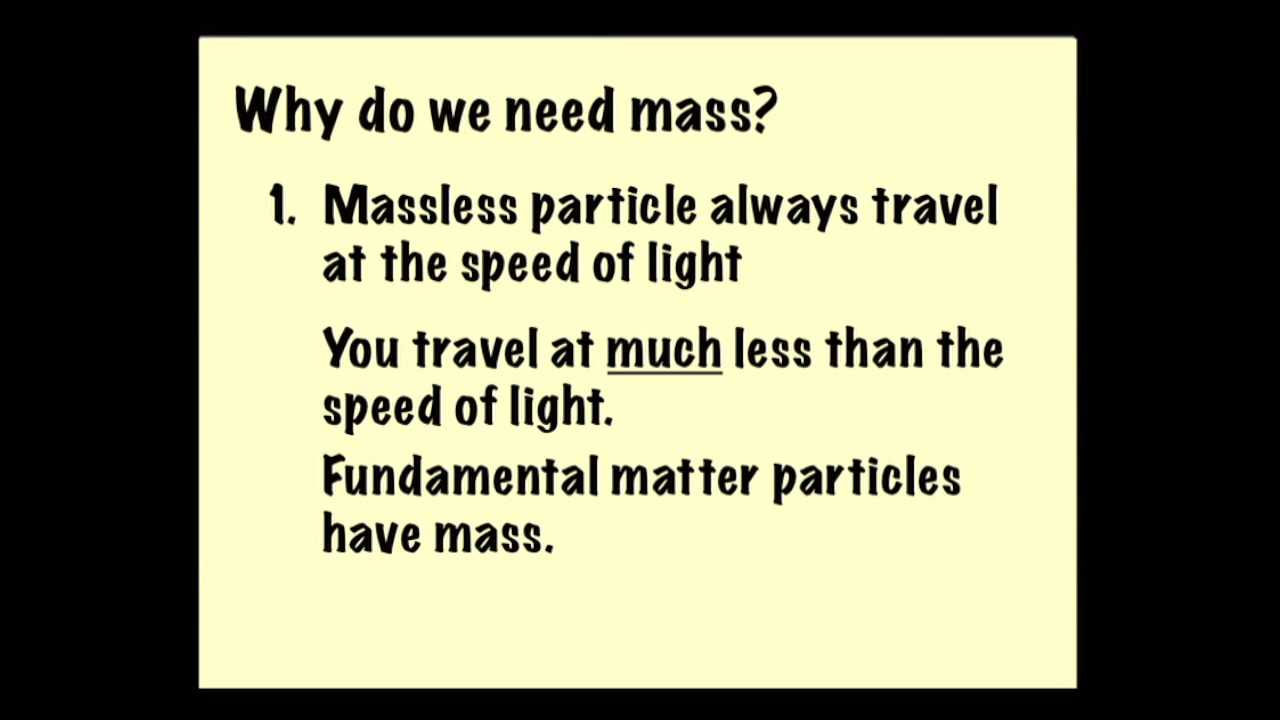 Why do we need mass?
1. Massless particle always travel
at the speed of light
You travel at much less than the
speed of light.
Fundamental matter particles
have mass.